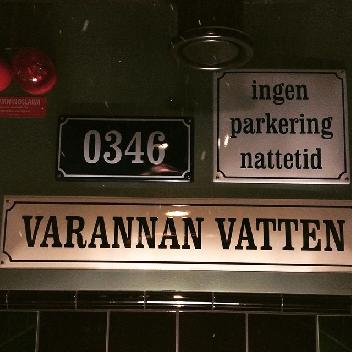 ingen
parkering
nattetid
0346
VARANNAN VATTEN